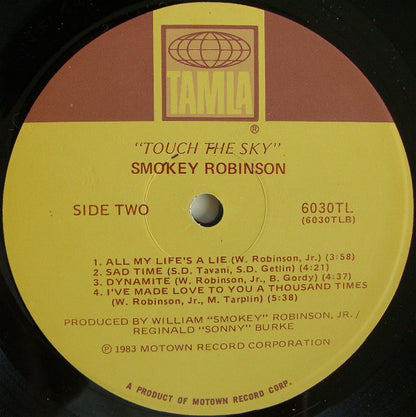 TAMLA
®
"TOUCH THE SKY"
SMOKEY ROBINSON
SIDE TWO
6030TL
(6030TLB)
1. ALL MY LIFE'S A LIE (W. Robinson, Jr.) (3:58)
2. SAD TIME (S.D. Tavani, S.D. Getlin) (4:21)
3. DYNAMITE (W. Robinson, Jr., B. Gordy) (4:37)
4. I'VE MADE LOVE TO YOU A THOUSAND TIMES
(W. Robinson, Jr., M. Tarplin) (5:38)
PRODUCED BY WILLIAM "SMOKEY" ROBINSON, JR. /
REGINALD "SONNY" BURKE
℗ 1983 MOTOWN RECORD CORPORATION
A PRODUCT OF MOTOWN RECORD CORP.